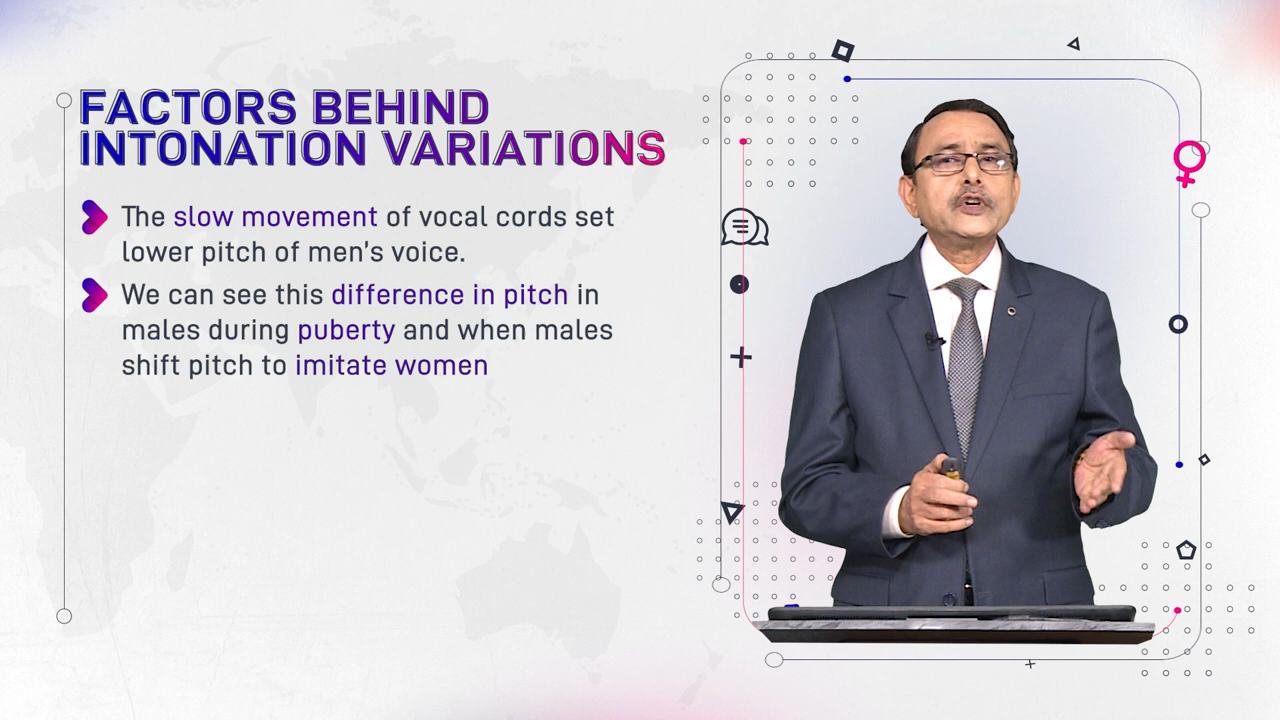 FACTORS BEHIND
INTONATION VARIATIONS
The slow movement of vocal cords set
lower pitch of men's voice.
We can see this difference in pitch in
males during puberty and when males
shift pitch to imitate women